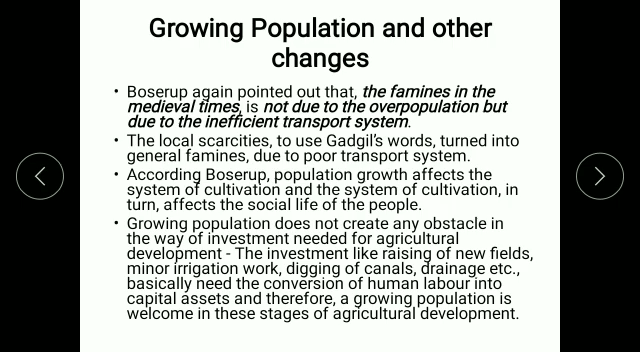 Growing Population and other
changes
• Boserup again pointed out that, the famines in the
medieval times, is not due to the overpopulation but
due to the inefficient transport system.
• The local scarcities, to use Gadgil's words, turned into
general famines, due to poor transport system.
• According Boserup, population growth affects the
system of cultivation and the system of cultivation, in
turn, affects the social life of the people.
• Growing population does not create any obstacle in
the way of investment needed for agricultural
development - The investment like raising of new fields,
minor irrigation work, digging of canals, drainage etc.,
basically need the conversion of human labour into
capital assets and therefore, a growing population is
welcome in these stages of agricultural development.